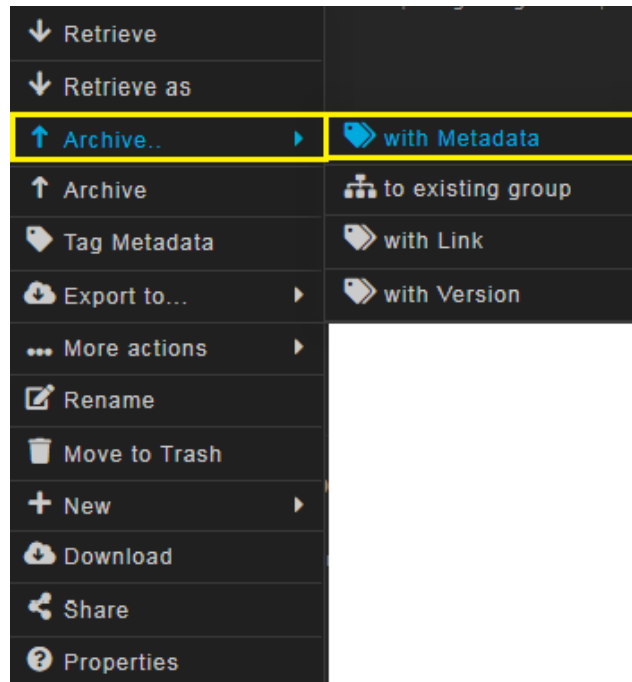 Retrieve
Retrieve as
Archive..
with Metadata
Archive
to existing group
Tag Metadata
with Link
Export to...
with Version
More actions
Rename
Move to Trash
New
Download
Share
Properties